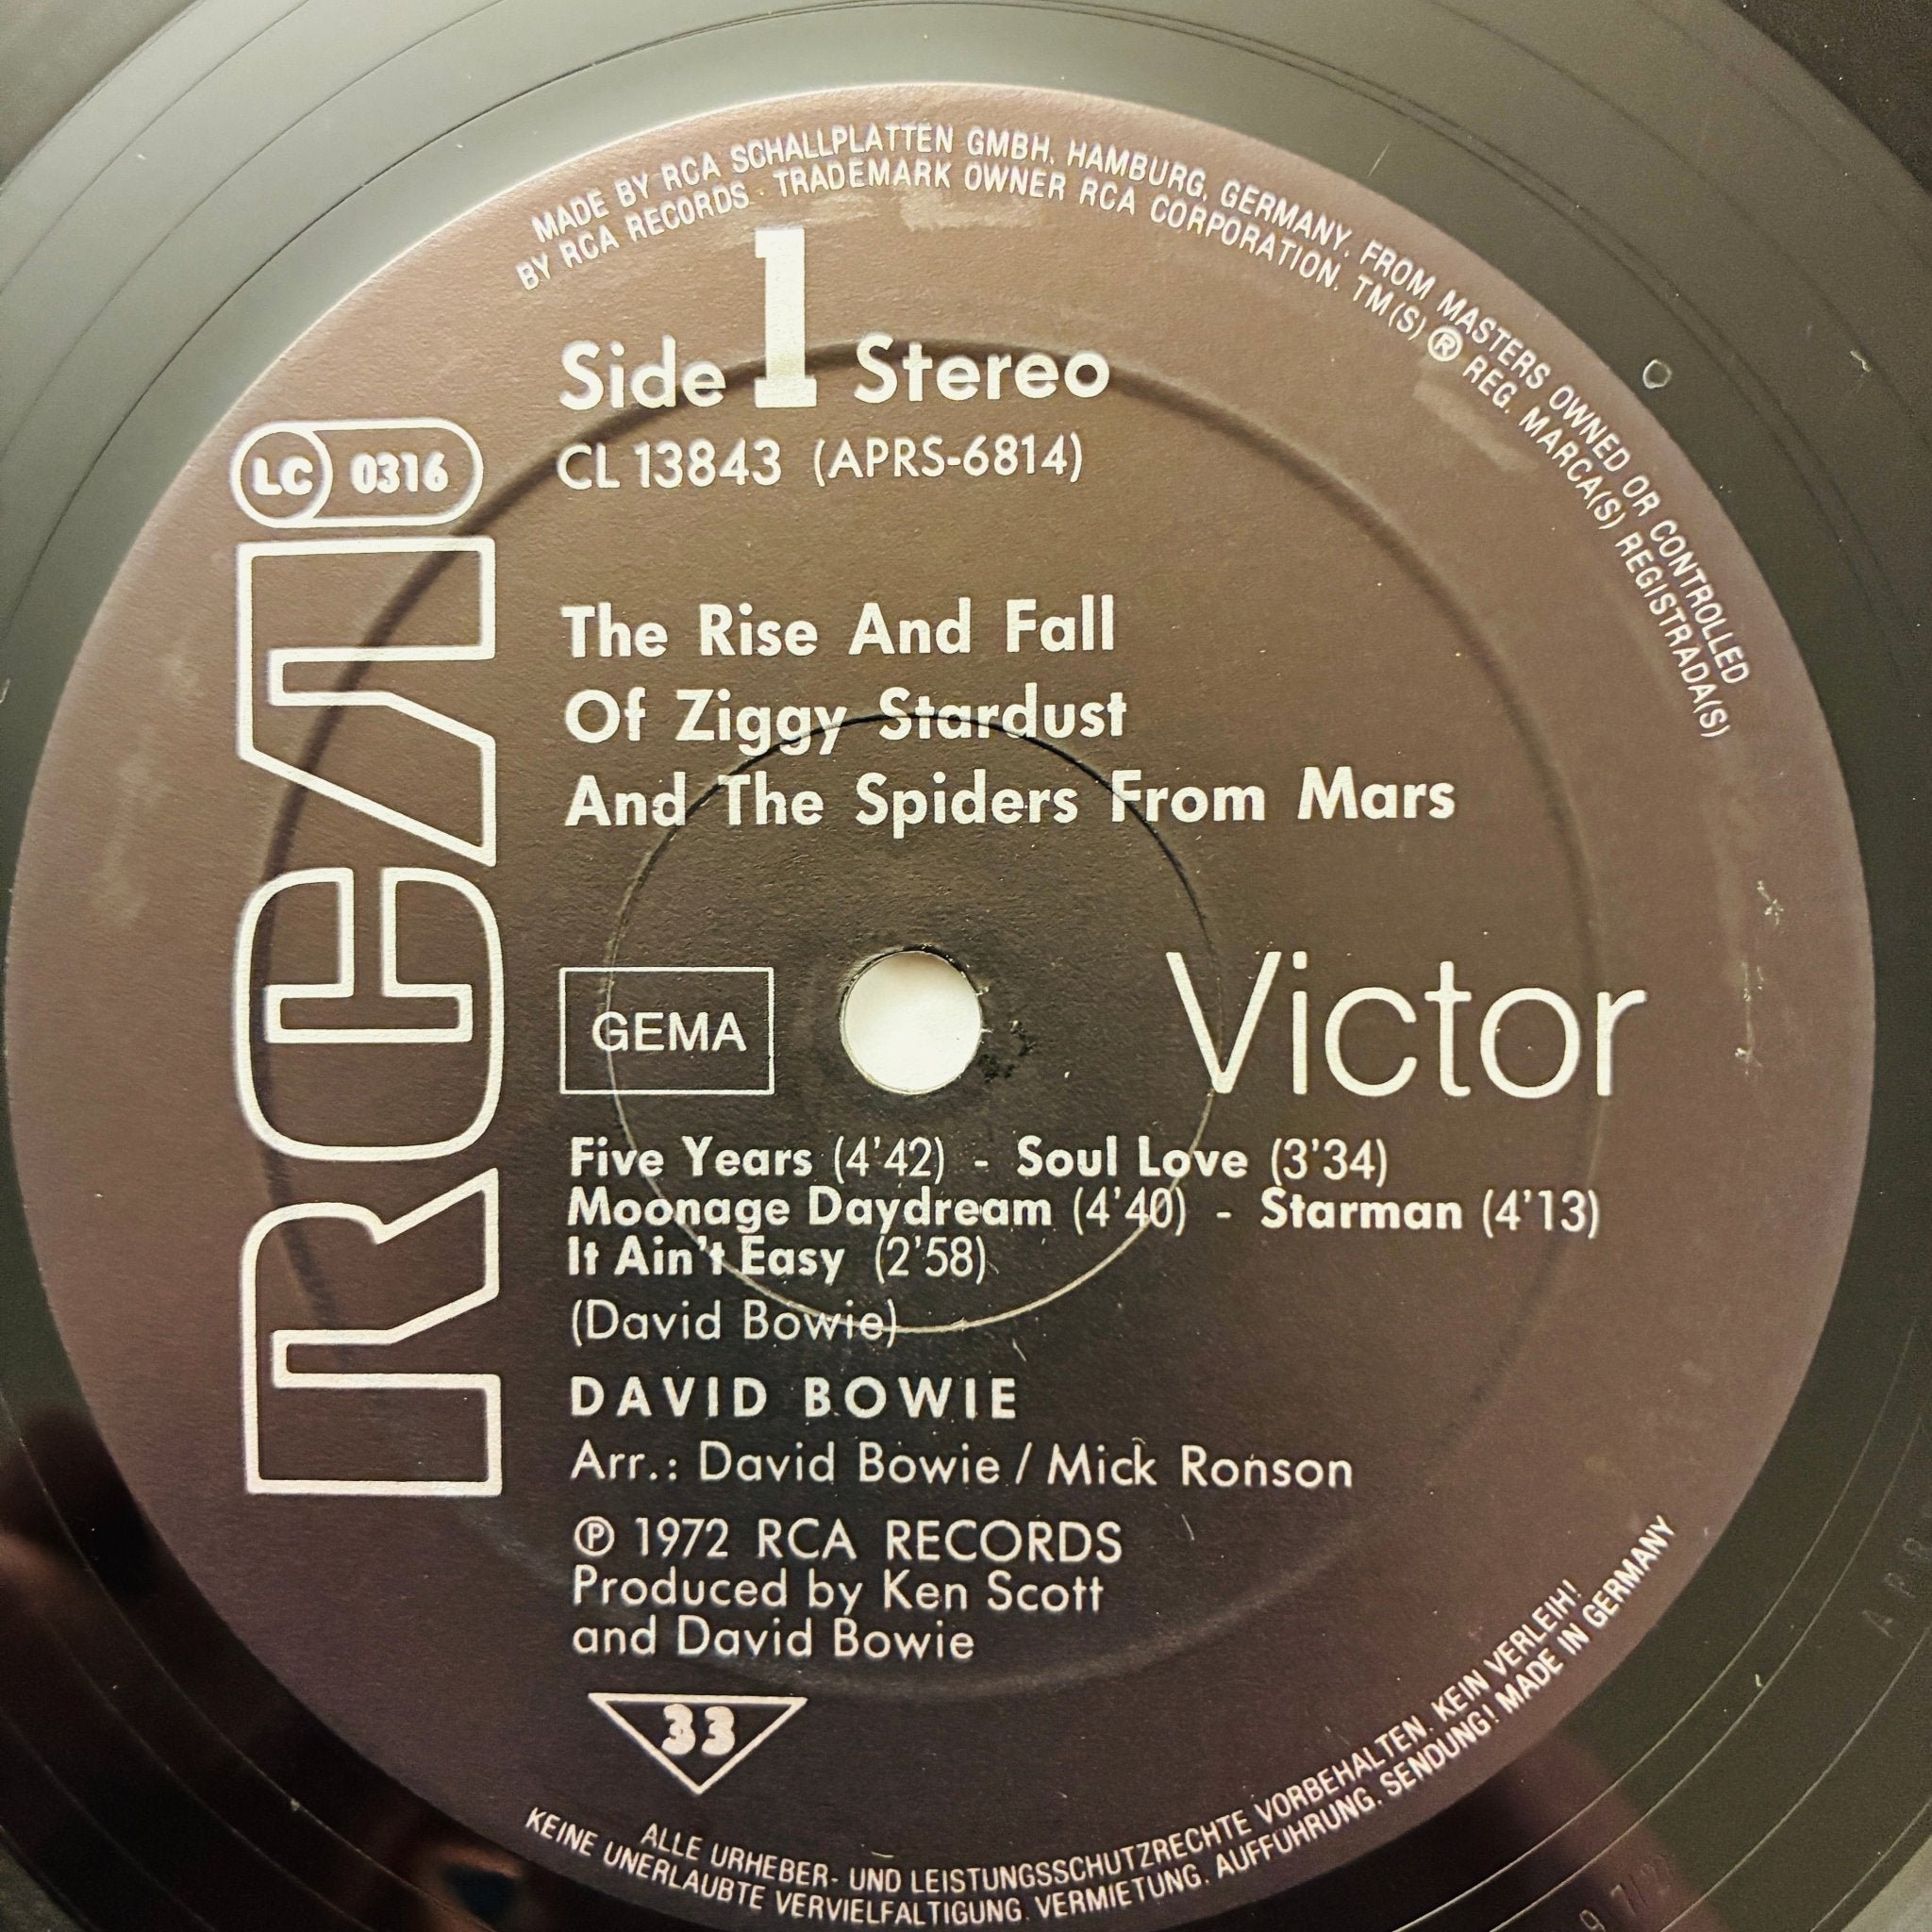 MADE BY RCA SCHALLPLATTEN GMBH. HAMBURG, GERMANY. FROM MASTERS OWNED OR CONTROLLED
BY RCA RECORDS · TRADEMARK OWNER RCA CORPORATION. TM(S) ® REG. MARCA(S) REGISTRADA(S)
Side 1 Stereo
CL 13843 (APRS-6814)
LC 0316
RCA
The Rise And Fall
Of Ziggy Stardust
And The Spiders From Mars
GEMA
Victor
Five Years (4'42) - Soul Love (3'34)
Moonage Daydream (4'40) - Starman (4'13)
It Ain't Easy (2'58)
(David Bowie)
DAVID BOWIE
Arr.: David Bowie / Mick Ronson
℗ 1972 RCA RECORDS
Produced by Ken Scott
and David Bowie
33
ALLE URHEBER- UND LEISTUNGSSCHUTZRECHTE VORBEHALTEN. KEIN VERLEIH!
KEINE UNERLAUBTE VERVIELFALTIGUNG. VERMIETUNG. AUFFUHRUNG. SENDUNG! MADE IN GERMANY